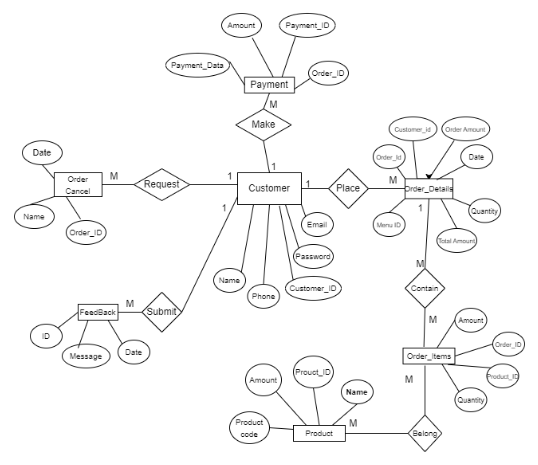 Amount
Payment_ID
Payment_Data
Order_ID
Payment
M
Make
1
Customer_id
Order Amount
Order_Id
Date
Date
Order
Cancel
M
Request
1
Customer
1
Place
M
Order_Details
Name
Order_ID
1
Email
Menu ID
1
Quantity
Total Amount
Password
Name
Phone
Customer_ID
M
Contain
FeedBack
M
Submit
M
ID
Message
Date
Amount
Order_ID
Order_Items
Product_ID
M
Quantity
Amount
Prouct_ID
Name
Product
code
Product
M
Belong